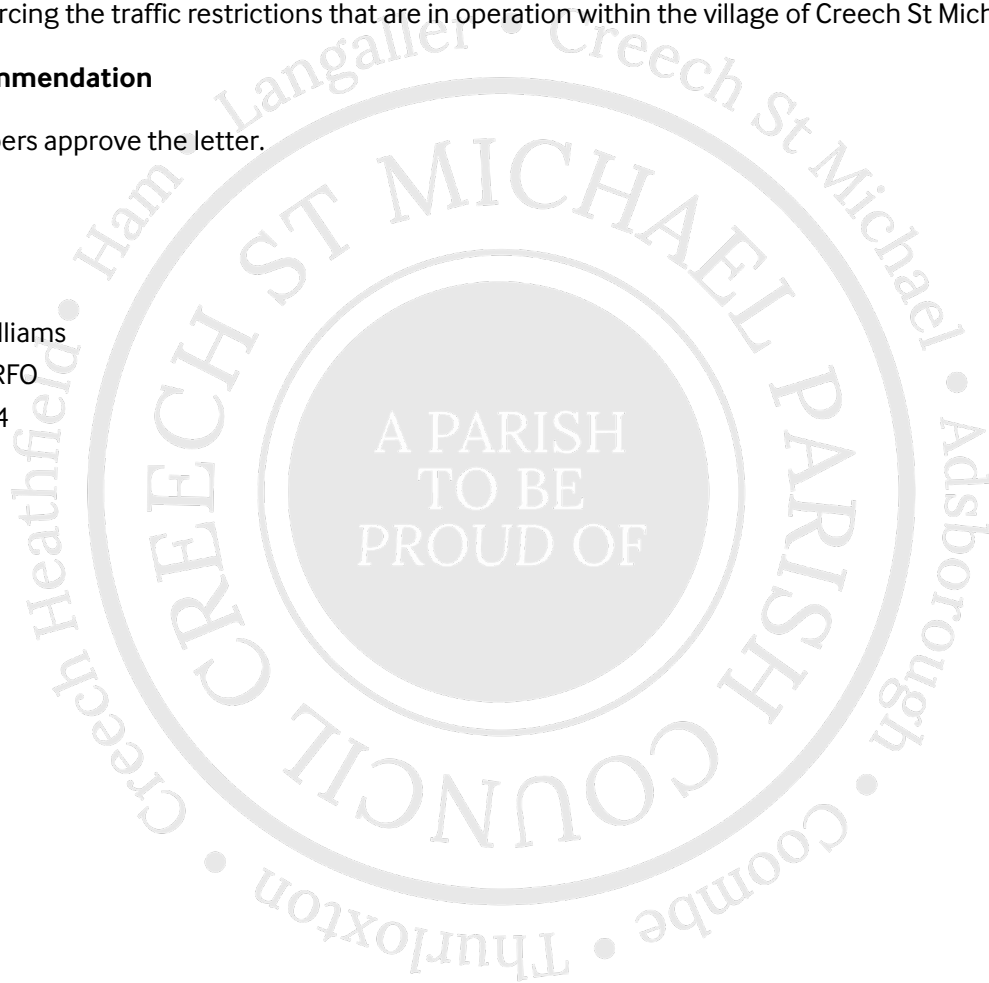 rcing the traffic restrictions that are in operation within the village of Creech St Mich
mmendation
ers approve the letter.
lliams
RFO
4
Langaller • Creech St Michael • Adsborough • Coombe • Thurloxton • Creech Heathfield • Ham •
CREECH ST MICHAEL PARISH COUNCIL
A PARISH
TO BE
PROUD OF